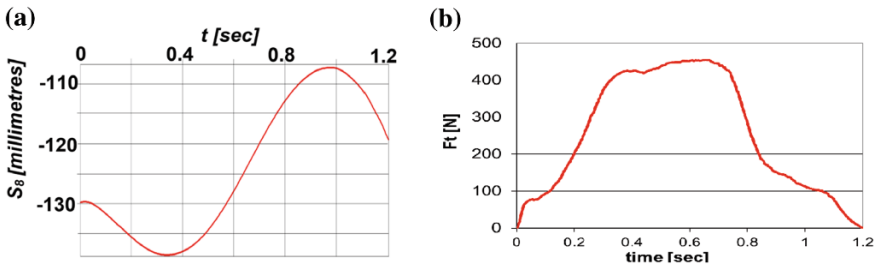 (a)
t [sec]
0 0.4 0.8 1.2
S8 [millimetres]
-110
-120
-130
(b)
Ft [N]
500
400
300
200
100
0
0 0.2 0.4 0.6 0.8 1 1.2
time [sec]